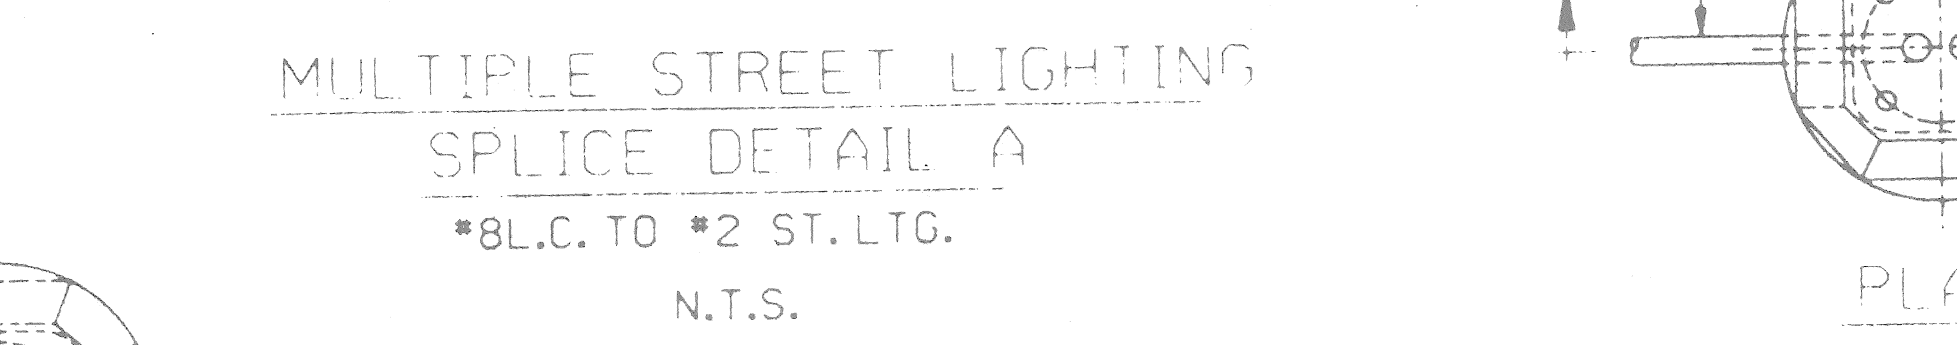 MULTIPLE STREET LIGHTING
SPLICE DETAIL A
#8L.C. TO #2 ST. LTG.
N.T.S.